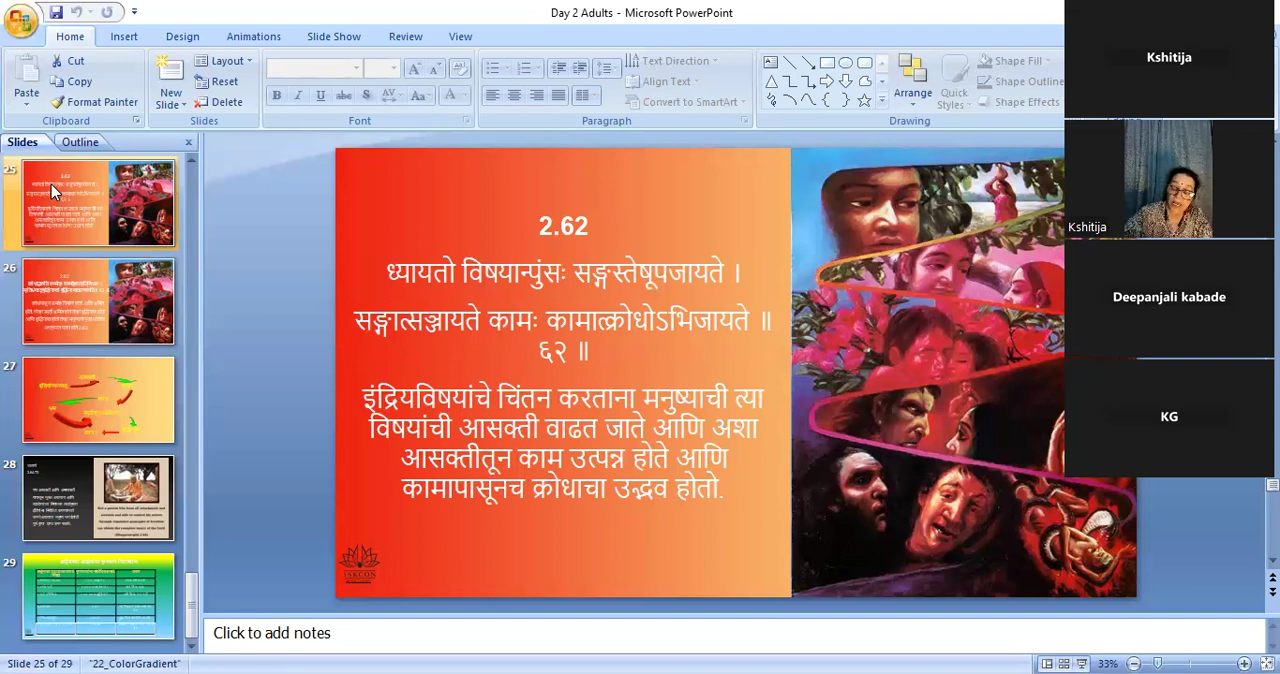 Day 2 Adults - Microsoft PowerPoint
Home Insert Design Animations Slide Show Review View
Paste
Cut
Copy
Format Painter
Clipboard
New Slide
Layout
Reset
Delete
Slides
Font
Text Direction
Align Text
Convert to SmartArt
Paragraph
Arrange
Quick Styles
Shape Fill
Shape Outline
Shape Effects
Drawing
Slides Outline
25
26
27
28
29
2.62
ध्यायतो विषयान्पुंसः सङ्गस्तेषूपजायते ।
सङ्गात्सञ्जायते कामः कामात्क्रोधोऽभिजायते ॥
६२ ॥
इंद्रियविषयांचे चिंतन करताना मनुष्याची त्या
विषयांची आसक्ती वाढत जाते आणि अशा
आसक्तीतून काम उत्पन्न होते आणि
कामापासूनच क्रोधाचा उद्भव होतो.
ISKCON
Kshitija
Kshitija
Deepanjali kabade
KG
Click to add notes
Slide 25 of 29
"22_ColorGradient"
33%